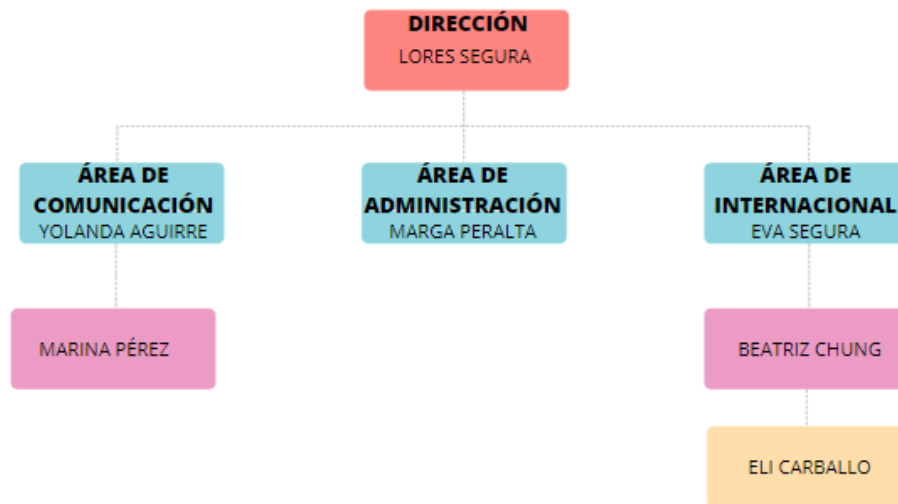 DIRECCIÓN
LORES SEGURA
ÁREA DE
COMUNICACIÓN
YOLANDA AGUIRRE
ÁREA DE
ADMINISTRACIÓN
MARGA PERALTA
ÁREA DE
INTERNACIONAL
EVA SEGURA
MARINA PÉREZ
BEATRIZ CHUNG
ELI CARBALLO